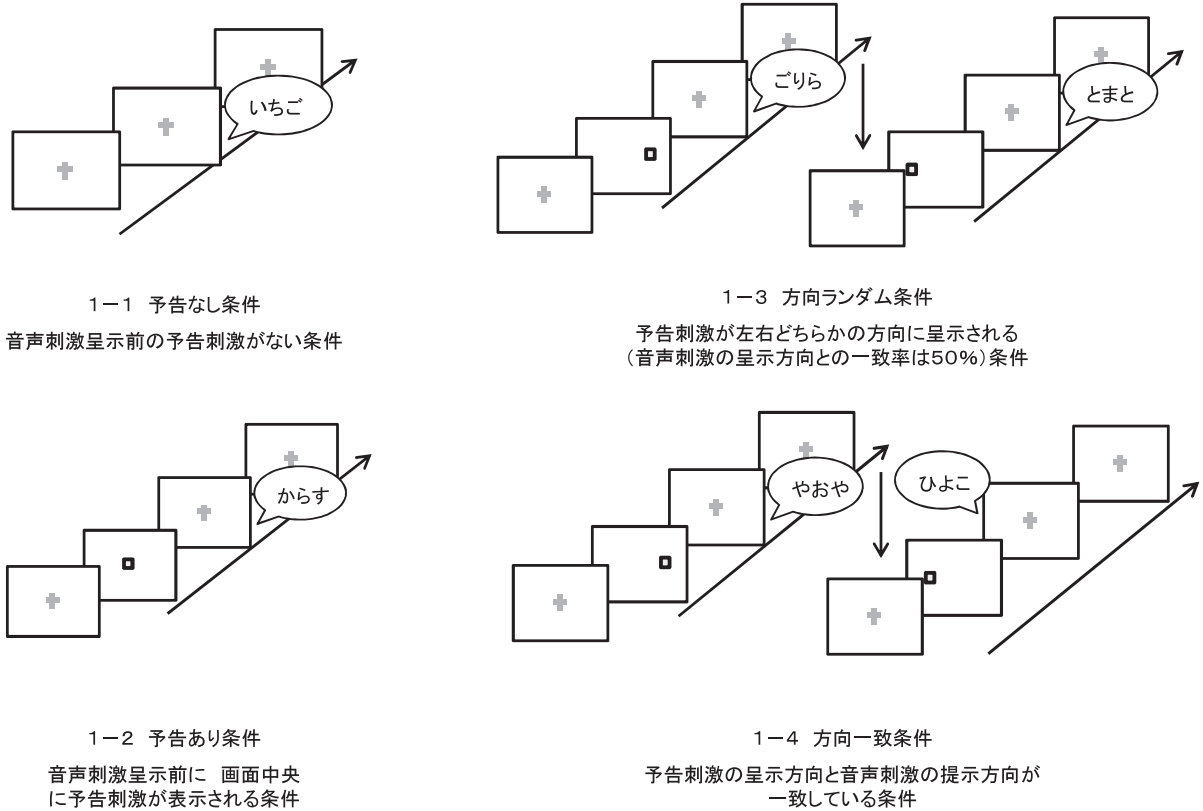 いちご
１－１　予告なし条件
音声刺激呈示前の予告刺激がない条件
ごりら
とまと
１－３　方向ランダム条件
予告刺激が左右どちらかの方向に呈示される
（音声刺激の呈示方向との一致率は５０％）条件
からす
１－２　予告あり条件
音声刺激呈示前に　画面中央
に予告刺激が表示される条件
やおや
ひよこ
１－４　方向一致条件
予告刺激の呈示方向と音声刺激の提示方向が
一致している条件